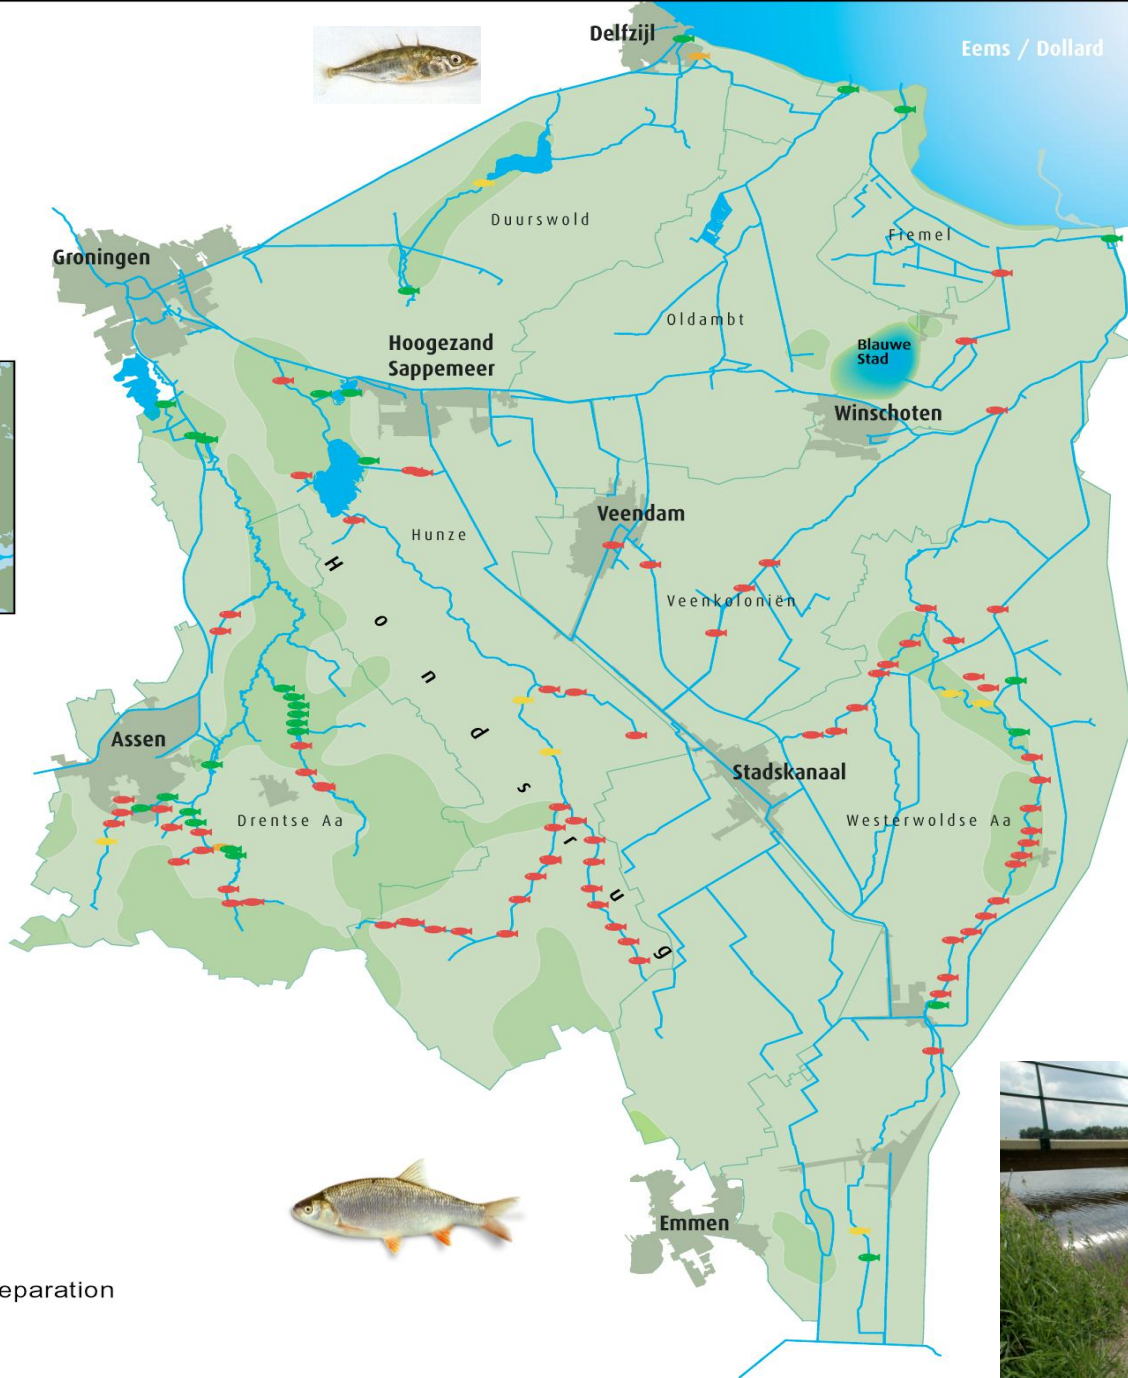 Delfzijl
Eems / Dollard
Duurswold
Fiemel
Groningen
Oldambt
Hoogezand
Sappemeer
Blauwe
Stad
Winschoten
Veendam
Hunze
Veenkoloniën
Hondsrug
Assen
Stadskanaal
Drentse Aa
Westerwoldse Aa
Emmen
eparation